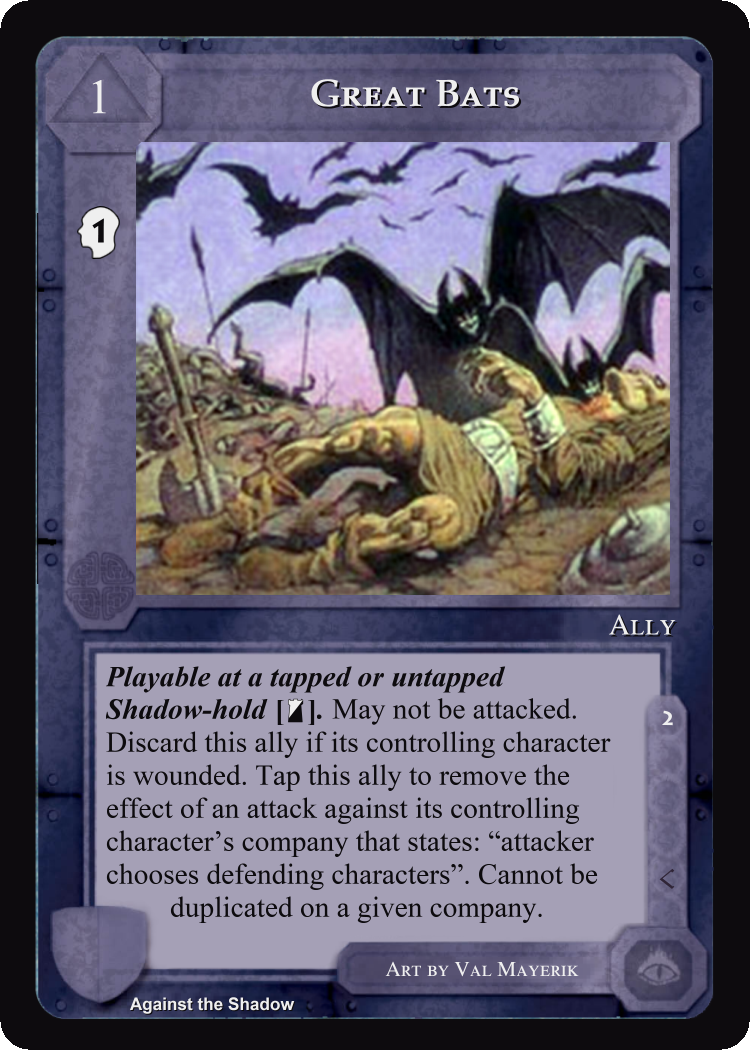 1
Great Bats
1
Ally
Playable at a tapped or untapped
Shadow-hold [ ]. May not be attacked.
Discard this ally if its controlling character
is wounded. Tap this ally to remove the
effect of an attack against its controlling
character’s company that states: “attacker
chooses defending characters”. Cannot be
duplicated on a given company.
2
<
Art by Val Mayerik
Against the Shadow